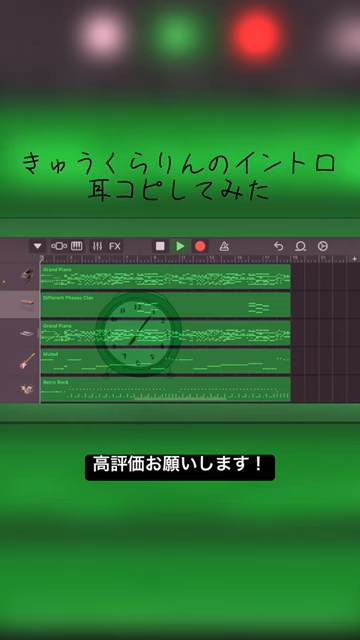 きゅうくらりんのイントロ
耳コピしてみた
FX
Grand Piano
Different Phases Clav
Grand Piano
Muted
Retro Rock
高評価お願いします！